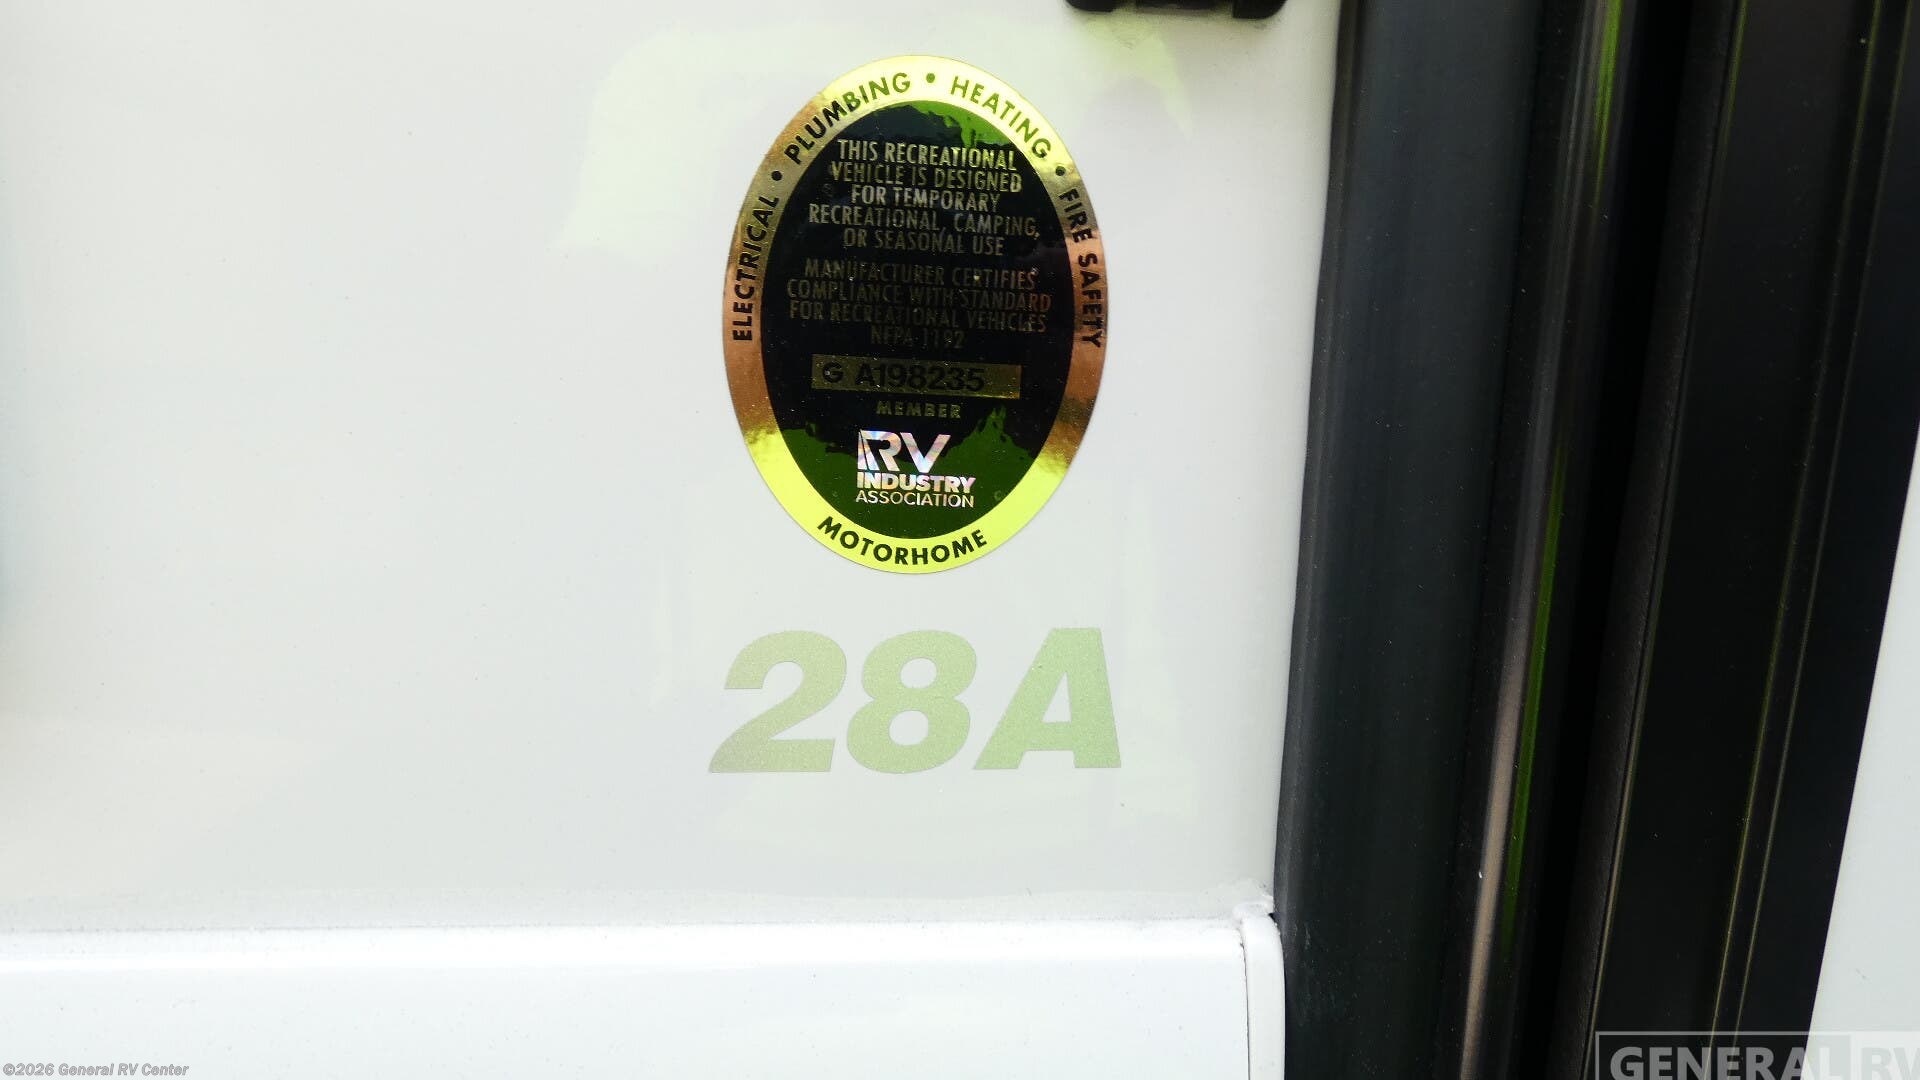 ELECTRICAL • PLUMBING • HEATING • FIRE SAFETY
THIS RECREATIONAL
VEHICLE IS DESIGNED
FOR TEMPORARY
RECREATIONAL, CAMPING,
OR SEASONAL USE
MANUFACTURER CERTIFIES
COMPLIANCE WITH STANDARD
FOR RECREATIONAL VEHICLES
NFPA 1192
G A198235
MEMBER
RV
INDUSTRY
ASSOCIATION
MOTORHOME
28A
©2026 General RV Center
GENERAL RV